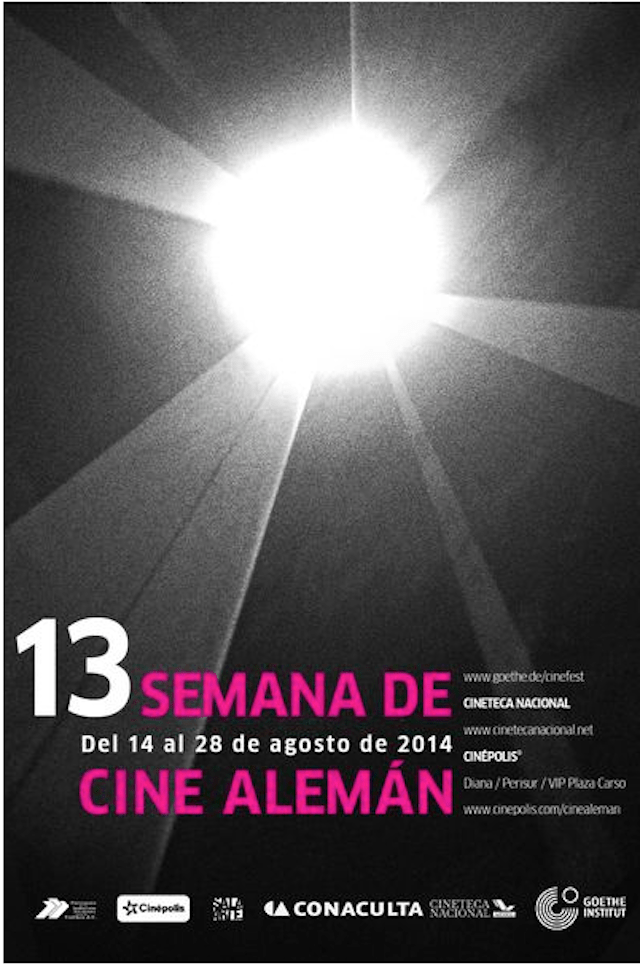 13 SEMANA DE
Del 14 al 28 de agosto de 2014
CINE ALEMÁN
www.goethe.de/cinefest
CINETECA NACIONAL
www.cinetecanacional.net
CINÉPOLIS®
Diana / Perisur / VIP Plaza Carso
www.cinepolis.com/cinealeman
Cinépolis
SALA
ARTE
CONACULTA
CINETECA
NACIONAL
GOETHE
INSTITUT